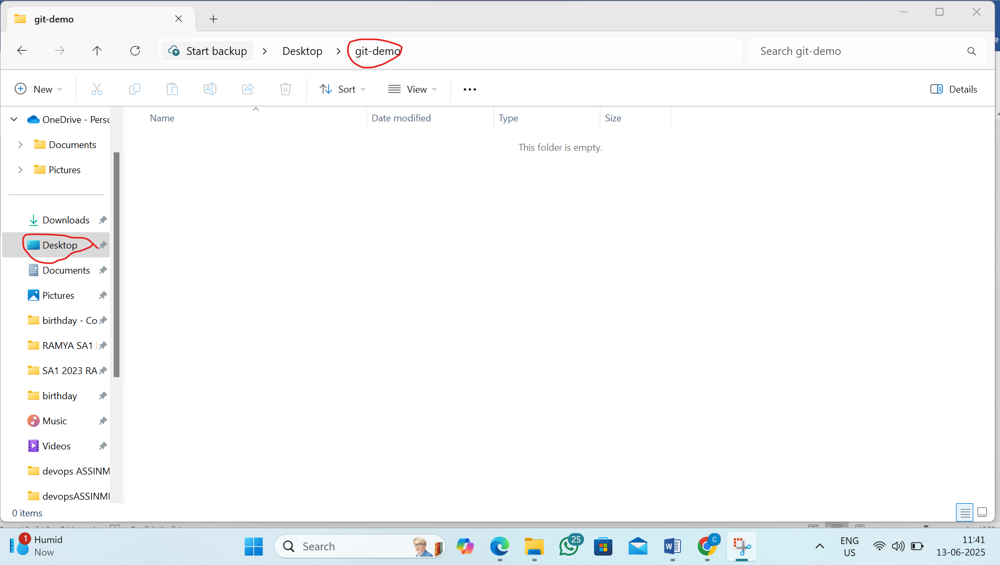 git-demo
Start backup > Desktop > git-demo
Search git-demo
New
Sort
View
Details
Name
Date modified
Type
Size
This folder is empty.
OneDrive - Perso
Documents
Pictures
Downloads
Desktop
Documents
Pictures
birthday - Co
RAMYA SA1
SA1 2023 RA
birthday
Music
Videos
devops ASSINM
devopsASSINM
0 items
1
Humid
Now
Search
25
C
ENG
US
11:41
13-06-2025